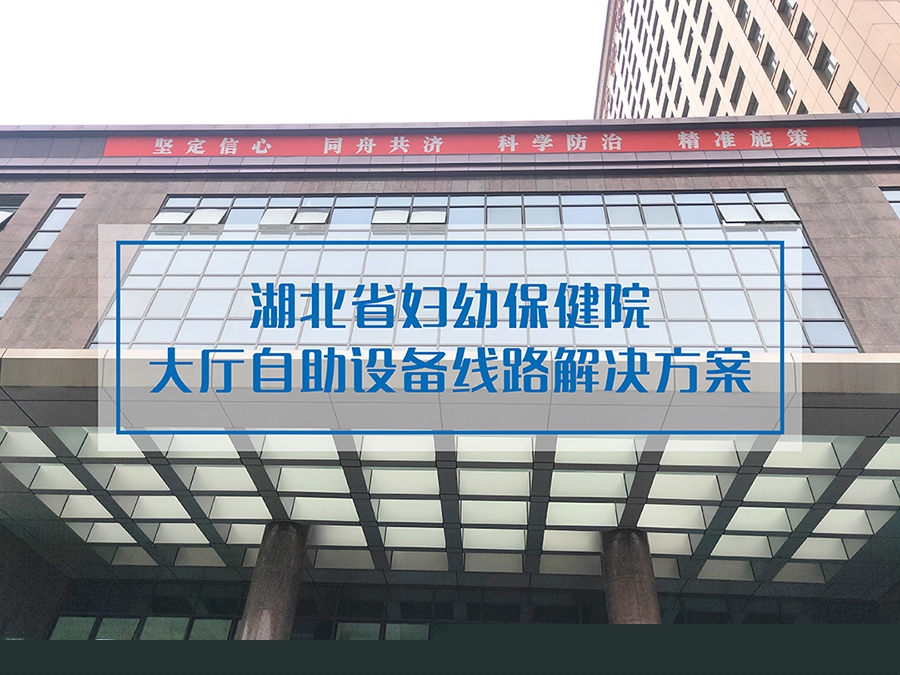 坚定信心 同舟共济 科学防治 精准施策
湖北省妇幼保健院
大厅自助设备线路解决方案